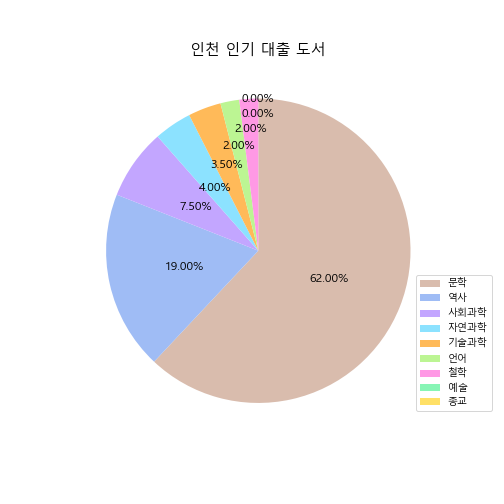 인천 인기 대출 도서
0.00%
0.00%
2.00%
2.00%
3.50%
4.00%
7.50%
19.00%
62.00%
문학
역사
사회과학
자연과학
기술과학
언어
철학
예술
종교